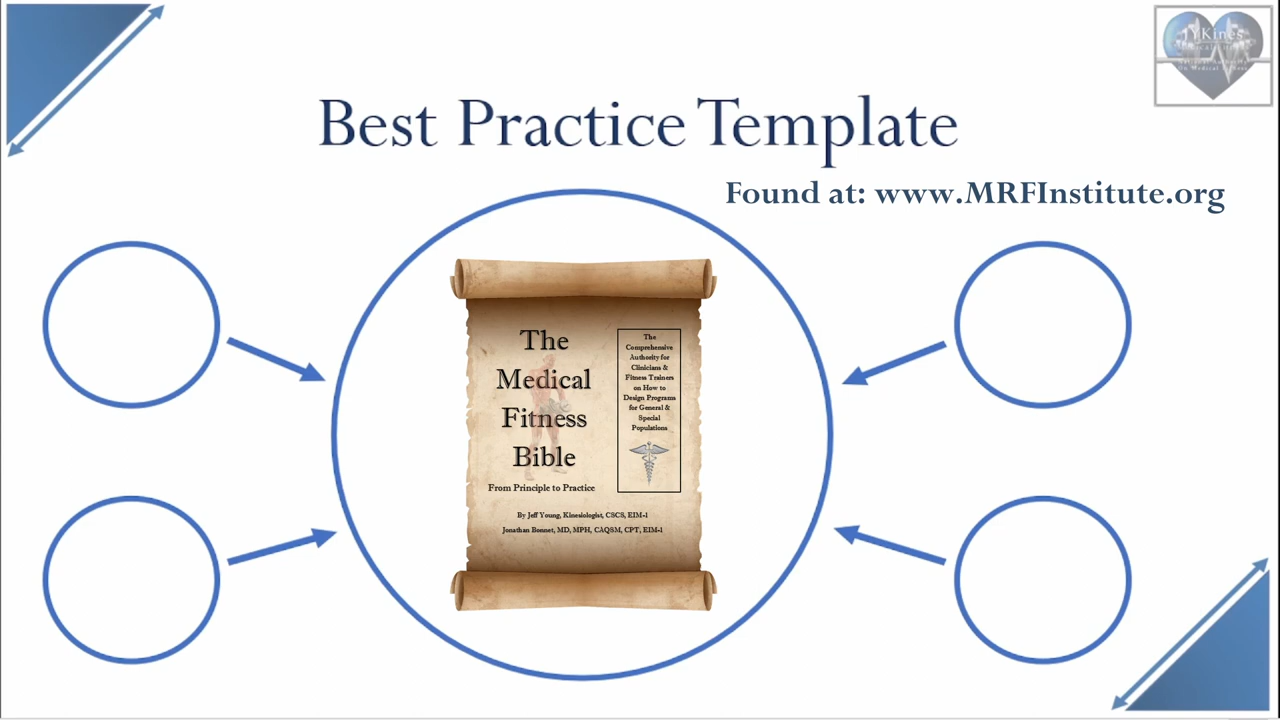 JYKines
Best Practice Template
Found at: www.MRFInstitute.org
The
Medical
Fitness
Bible
From Principle to Practice
The
Comprehensive
Authority for
Clinicians &
Fitness Trainers
on How to
Design Programs
for General &
Special
Populations
By Jeff Young, Kinesiologist, CSCS, EIM-1
Jonathan Bonnet, MD, MPH, CAQSM, CPT, EIM-1